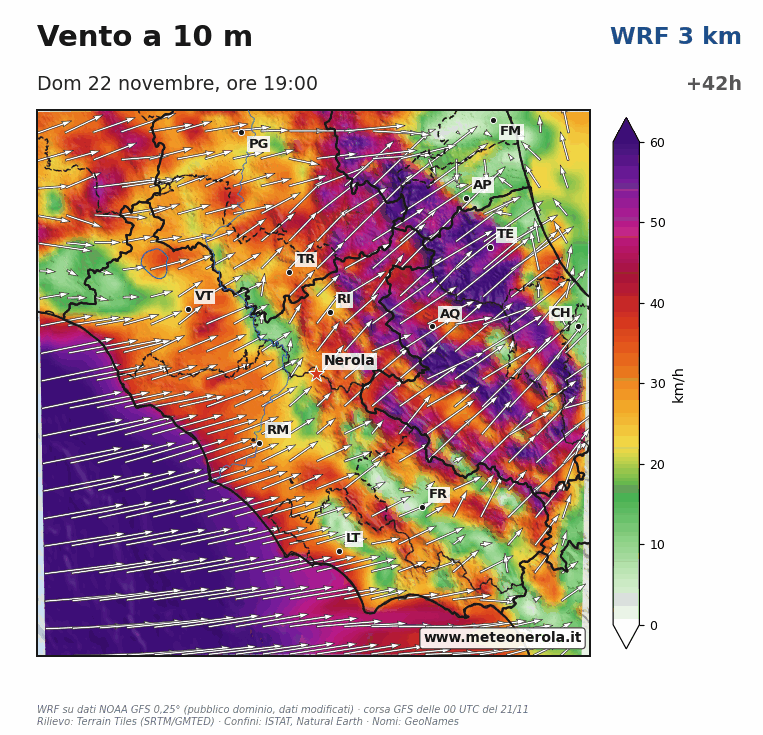 Vento a 10 m
WRF 3 km
Dom 22 novembre, ore 19:00
+42h
FM
PG
AP
TE
TR
VT
RI
AQ
CH
Nerola
RM
FR
LT
www.meteonerola.it
60
50
40
30
20
10
0
km/h
WRF su dati NOAA GFS 0,25° (pubblico dominio, dati modificati) · corsa GFS delle 00 UTC del 21/11
Rilievo: Terrain Tiles (SRTM/GMTED) · Confini: ISTAT, Natural Earth · Nomi: GeoNames